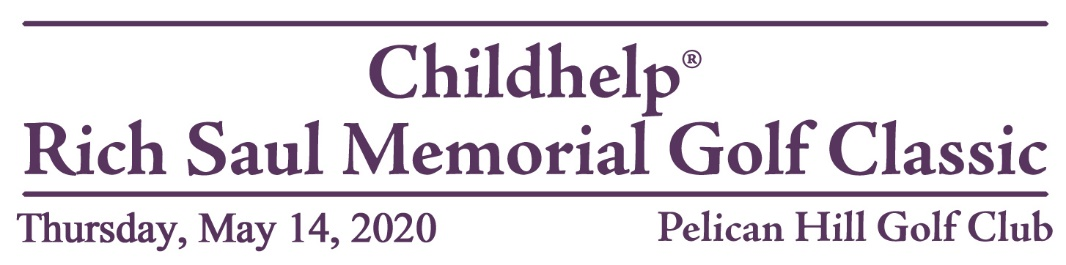 Childhelp®
Rich Saul Memorial Golf Classic
Thursday, May 14, 2020 Pelican Hill Golf Club